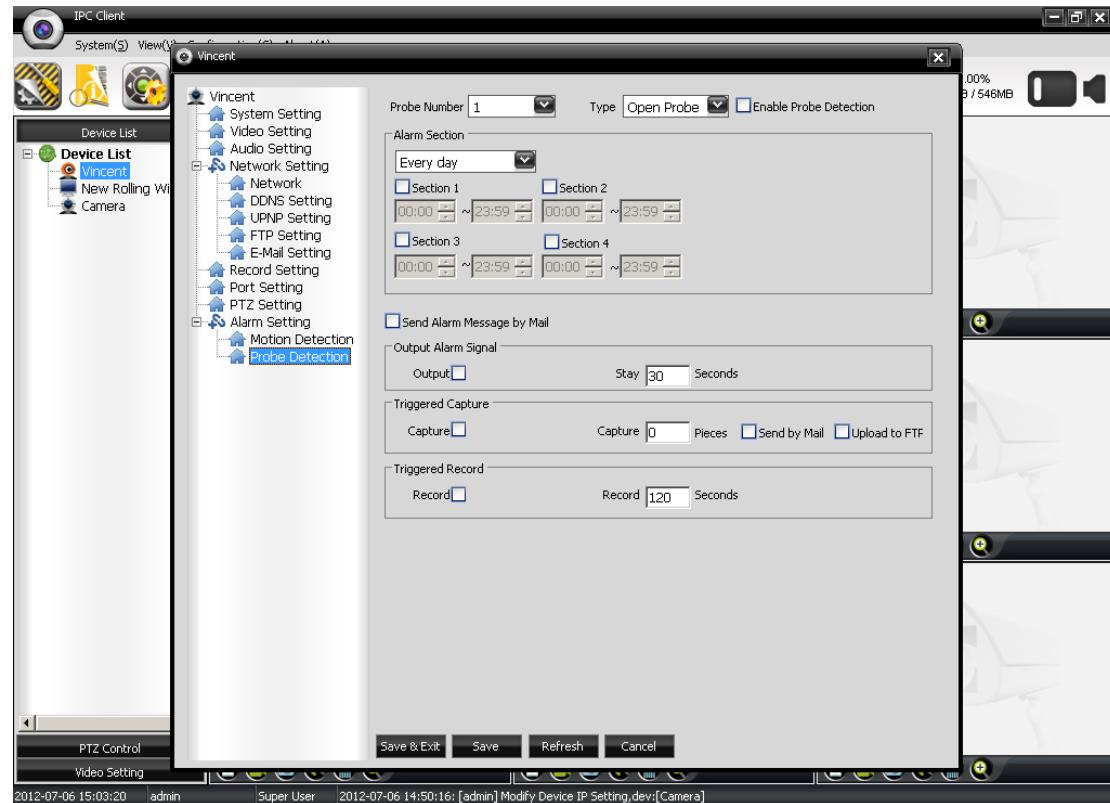 IPC Client
System(S) View(V)
Vincent
.00%
/ 546MB
Device List
Device List
Vincent
New Rolling Wi
Camera
Vincent
System Setting
Video Setting
Audio Setting
Network Setting
Network
DDNS Setting
UPNP Setting
FTP Setting
E-Mail Setting
Record Setting
Port Setting
PTZ Setting
Alarm Setting
Motion Detection
Probe Detection
Probe Number 1 Type Open Probe Enable Probe Detection
Alarm Section
Every day
Section 1 Section 2
00:00 ~ 23:59 00:00 ~ 23:59
Section 3 Section 4
00:00 ~ 23:59 00:00 ~ 23:59
Send Alarm Message by Mail
Output Alarm Signal
Output Stay 30 Seconds
Triggered Capture
Capture Capture 0 Pieces Send by Mail Upload to FTF
Triggered Record
Record Record 120 Seconds
Save & Exit Save Refresh Cancel
PTZ Control
Video Setting
2012-07-06 15:03:20 admin Super User 2012-07-06 14:50:16: [admin] Modify Device IP Setting,dev:[Camera]